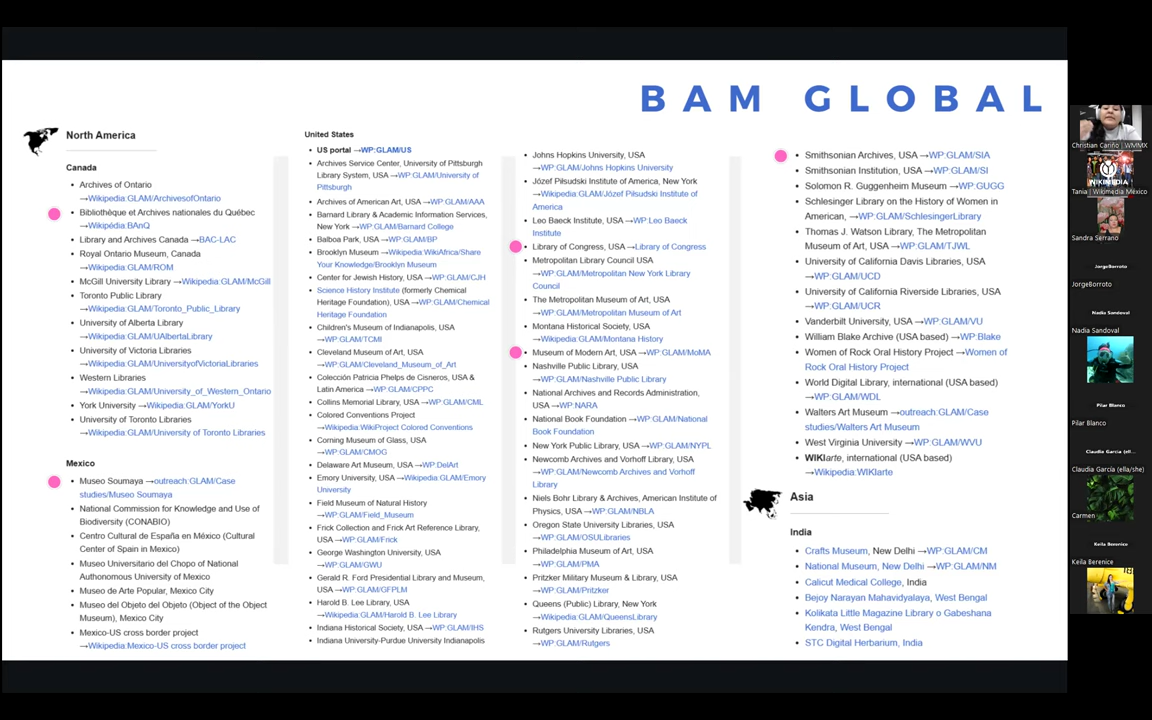 BAM GLOBAL
North America
Canada
• Archives of Ontario
→Wikipedia:GLAM/ArchivesofOntario
• Bibliothèque et Archives nationales du Québec
→Wikipédia:BAnQ
• Library and Archives Canada →BAC-LAC
• Royal Ontario Museum, Canada
→Wikipedia:GLAM/ROM
• McGill University Library →Wikipedia:GLAM/McGill
• Toronto Public Library
→Wikipedia:GLAM/Toronto_Public_Library
• University of Alberta Library
→Wikipedia:GLAM/UAlbertaLibrary
• University of Victoria Libraries
→Wikipedia:GLAM/UniversityofVictoriaLibraries
• Western Libraries
→Wikipedia:GLAM/University_of_Western_Ontario
• York University →Wikipedia:GLAM/YorkU
• University of Toronto Libraries
→Wikipedia:GLAM/University of Toronto Libraries
Mexico
• Museo Soumaya →outreach:GLAM/Case
studies/Museo Soumaya
• National Commission for Knowledge and Use of
Biodiversity (CONABIO)
• Centro Cultural de España en México (Cultural
Center of Spain in Mexico)
• Museo Universitario del Chopo of National
Authonomous University of Mexico
• Museo de Arte Popular, Mexico City
• Museo del Objeto del Objeto (Object of the Object
Museum), Mexico City
• Mexico-US cross border project
→Wikipedia:Mexico-US cross border project
United States
• US portal →WP:GLAM/US
• Archives Service Center, University of Pittsburgh
Library System, USA →WP:GLAM/University of
Pittsburgh
• Archives of American Art, USA →WP:GLAM/AAA
• Barnard Library & Academic Information Services,
New York →WP:GLAM/Barnard College
• Balboa Park, USA →WP:GLAM/BP
• Brooklyn Museum →Wikipedia WikiAfrica/Share
Your Knowledge/Brooklyn Museum
• Center for Jewish History, USA →WP:GLAM/CJH
• Science History Institute (formerly Chemical
Heritage Foundation), USA →WP:GLAM/Chemical
Heritage Foundation
• Children's Museum of Indianapolis, USA
→WP:GLAM/TCMI
• Cleveland Museum of Art, USA
→WP:GLAM/Cleveland_Museum_of_Art
• Colección Patricia Phelps de Cisneros, USA &
Latin America →WP:GLAM/CPPC
• Collins Memorial Library, USA →WP:GLAM/CML
• Colored Conventions Project
→Wikipedia:WikiProject Colored Conventions
• Corning Museum of Glass, USA
→WP:GLAM/CMOG
• Delaware Art Museum, USA →WP:DelArt
• Emory University, USA →Wikipedia:GLAM/Emory
University
• Field Museum of Natural History
→WP:GLAM/Field_Museum
• Frick Collection and Frick Art Reference Library,
USA →WP:GLAM/Frick
• George Washington University, USA
→WP:GLAM/GWU
• Gerald R. Ford Presidential Library and Museum,
USA →WP:GLAM/GFPLM
• Harold B. Lee Library, USA
→Wikipedia:GLAM/Harold B. Lee Library
• Indiana Historical Society, USA →WP:GLAM/IHS
• Indiana University-Purdue University Indianapolis
• Johns Hopkins University, USA
→WP:GLAM/Johns Hopkins University
• Józef Piłsudski Institute of America, New York
→Wikipedia:GLAM/Józef Piłsudski Institute of
America
• Leo Baeck Institute, USA →WP:Leo Baeck
Institute
• Library of Congress, USA →Library of Congress
• Metropolitan Library Council USA
→WP:GLAM/Metropolitan New York Library
Council
• The Metropolitan Museum of Art, USA
→WP:GLAM/Metropolitan Museum of Art
• Montana Historical Society, USA
→Wikipedia:GLAM/Montana History
• Museum of Modern Art, USA →WP:GLAM/MoMA
• Nashville Public Library, USA
→WP:GLAM/Nashville Public Library
• National Archives and Records Administration,
USA →WP:NARA
• National Book Foundation →WP:GLAM/National
Book Foundation
• New York Public Library, USA →WP:GLAM/NYPL
• Newcomb Archives and Vorhoff Library, USA
→WP:GLAM/Newcomb Archives and Vorhoff
Library
• Niels Bohr Library & Archives, American Institute of
Physics, USA →WP:GLAM/NBLA
• Oregon State University Libraries, USA
→WP:GLAM/OSULibraries
• Philadelphia Museum of Art, USA
→WP:GLAM/PMA
• Pritzker Military Museum & Library, USA
→WP:GLAM/Pritzker
• Queens (Public) Library, New York
→Wikipedia:GLAM/QueensLibrary
• Rutgers University Libraries, USA
→WP:GLAM/Rutgers
• Smithsonian Archives, USA →WP:GLAM/SIA
• Smithsonian Institution, USA →WP:GLAM/SI
• Solomon R. Guggenheim Museum →WP:GUGG
• Schlesinger Library on the History of Women in
American, →WP:GLAM/SchlesingerLibrary
• Thomas J. Watson Library, The Metropolitan
Museum of Art, USA →WP:GLAM/TJWL
• University of California Davis Libraries, USA
→WP:GLAM/UCD
• University of California Riverside Libraries, USA
→WP:GLAM/UCR
• Vanderbilt University, USA →WP:GLAM/VU
• William Blake Archive (USA based) →WP:Blake
• Women of Rock Oral History Project →Women of
Rock Oral History Project
• World Digital Library, international (USA based)
→WP:GLAM/WDL
• Walters Art Museum →outreach:GLAM/Case
studies/Walters Art Museum
• West Virginia University →WP:GLAM/WVU
• WIKIarte, international (USA based)
→Wikipedia:WIKIarte
Asia
India
• Crafts Museum, New Delhi →WP:GLAM/CM
• National Museum, New Delhi →WP:GLAM/NM
• Calicut Medical College, India
• Bejoy Narayan Mahavidyalaya, West Bengal
• Kolikata Little Magazine Library o Gabeshana
Kendra, West Bengal
• STC Digital Herbarium, India
Christian Cariño | WMMX
WIKIMEDIA
Tania | Wikimedia México
Sandra Serrano
JorgeBorroto
JorgeBorroto
Nadia Sandoval
Nadia Sandoval
Pilar Blanco
Pilar Blanco
Claudia García (ell...
Claudia García (ella/she)
Carmen
Keila Berenice
Keila Berenice